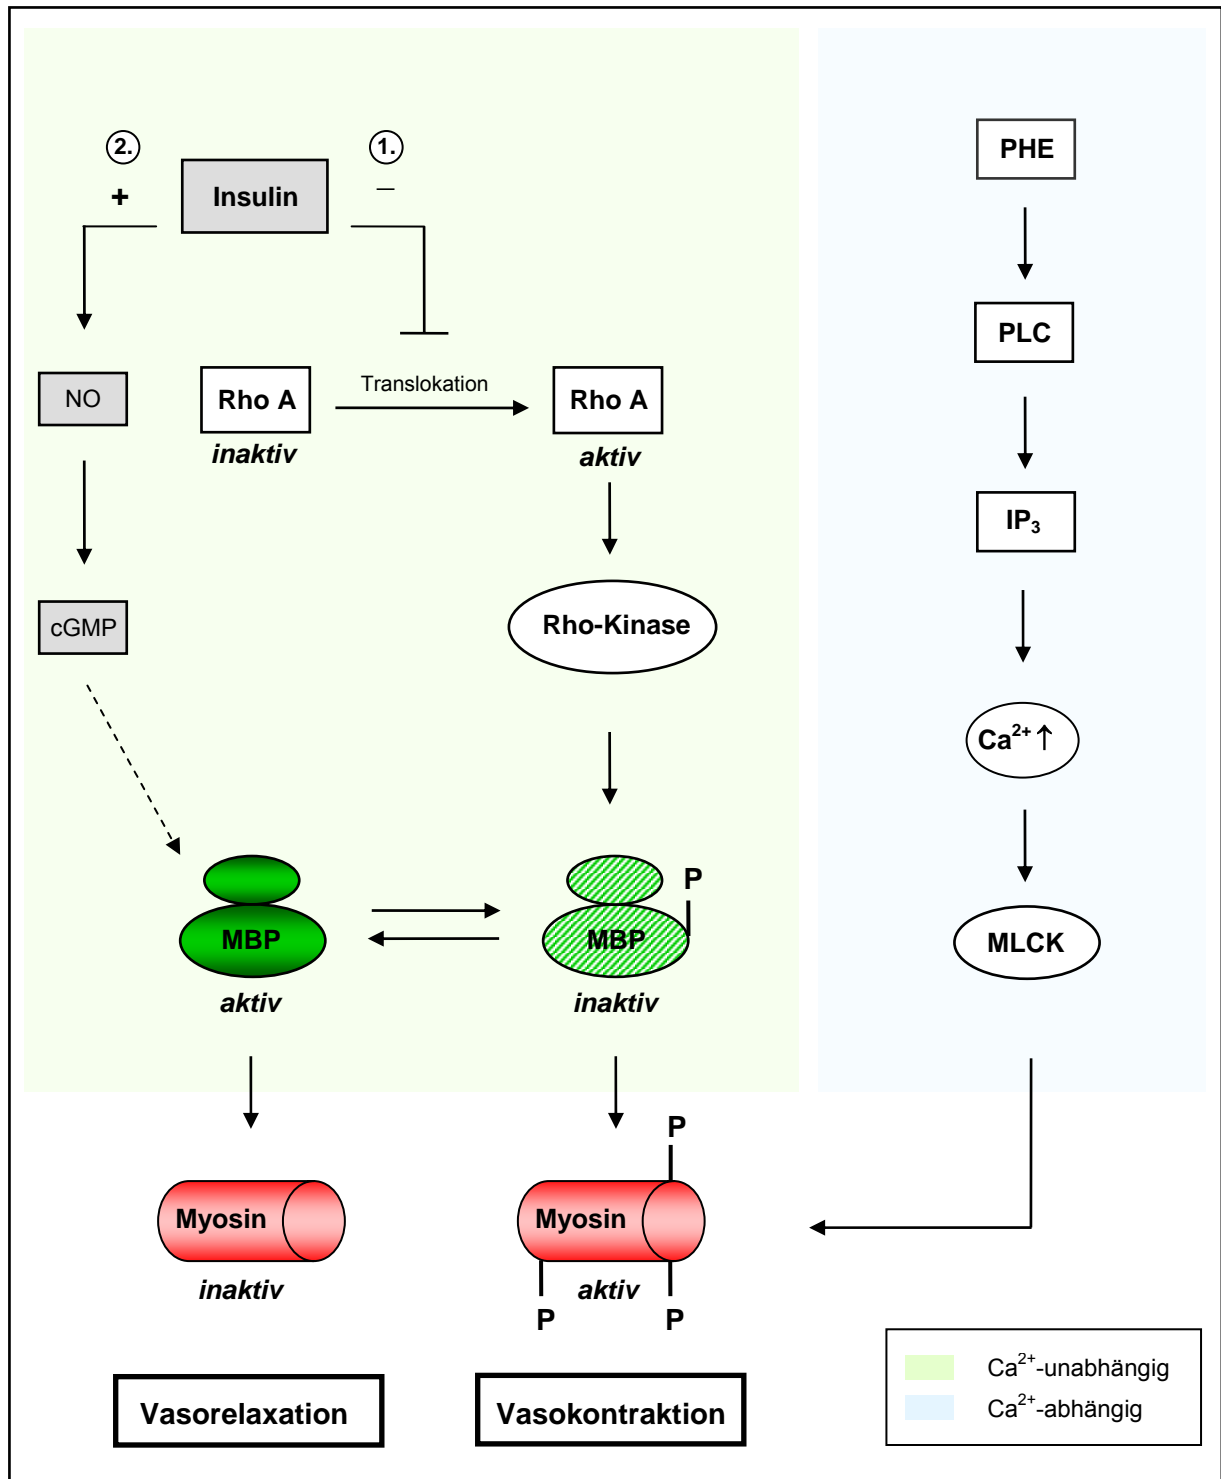 2.
1.
PHE
+
–
Insulin
PLC
NO
Rho A
Translokation
Rho A
inaktiv
aktiv
IP₃
cGMP
Rho-Kinase
Ca²⁺ ↑
P
MBP
MBP
MLCK
aktiv
inaktiv
P
Myosin
Myosin
inaktiv
aktiv
P
P
Ca²⁺-unabhängig
Ca²⁺-abhängig
Vasorelaxation
Vasokontraktion